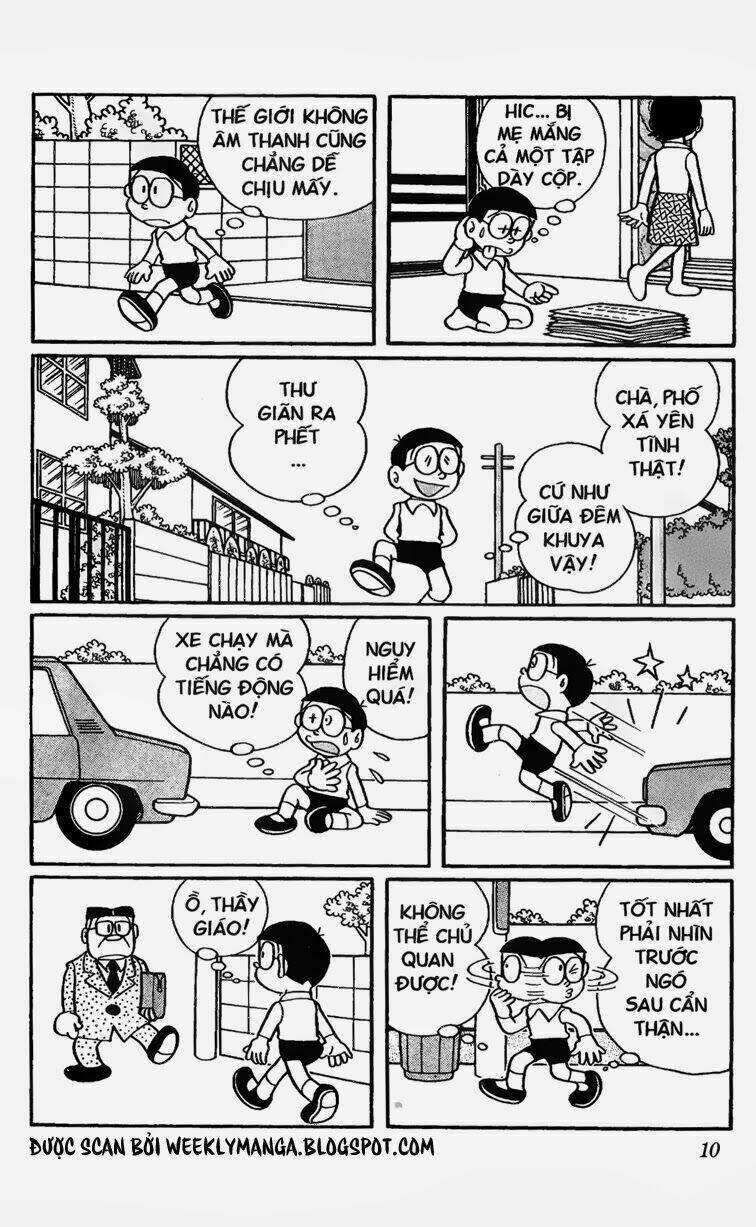 HIC... BỊ
MẸ MẮNG
CẢ MỘT TẬP
DÀY CỘP.
THẾ GIỚI KHÔNG
ÂM THANH CŨNG
CHẲNG DỄ
CHỊU MẤY.
CHÀ, PHỐ
XÁ YÊN
TĨNH
THẬT!
CỨ NHƯ
GIỮA ĐÊM
KHUYA
VẬY!
THƯ
GIÃN RA
PHẾT
...
NGUY
HIỂM
QUÁ!
XE CHẠY MÀ
CHẲNG CÓ
TIẾNG ĐỘNG
NÀO!
TỐT NHẤT
PHẢI NHÌN
TRƯỚC
NGÓ
SAU CẨN
THẬN...
KHÔNG
THỂ CHỦ
QUAN
ĐƯỢC!
Ồ, THẦY
GIÁO!
ĐƯỢC SCAN BỞI WEEKLYMANGA.BLOGSPOT.COM
10